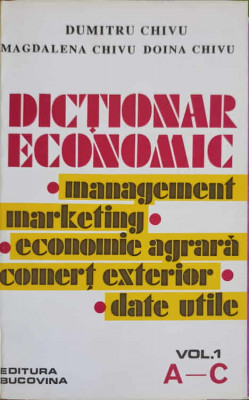 DUMITRU CHIVU
MAGDALENA CHIVU DOINA CHIVU
DICȚIONAR
ECONOMIC
• management
marketing •
• economie agrară
comerț exterior •
• date utile
VOL.1
A—C
EDITURA
BUCOVINA